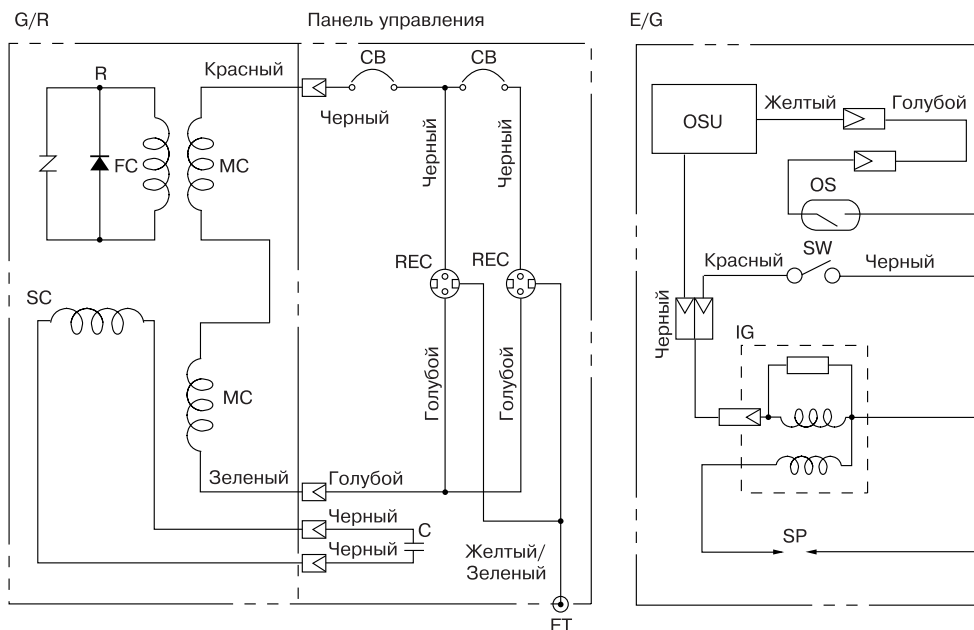 G/R
Панель управления
E/G
R
Красный
CB
CB
Черный
FC
MC
Черный
Черный
OSU
Желтый
Голубой
OS
REC
REC
SW
Красный
Черный
SC
Черный
IG
MC
Голубой
Голубой
Зеленый
Голубой
Черный
C
Черный
Желтый/
Зеленый
SP
ET